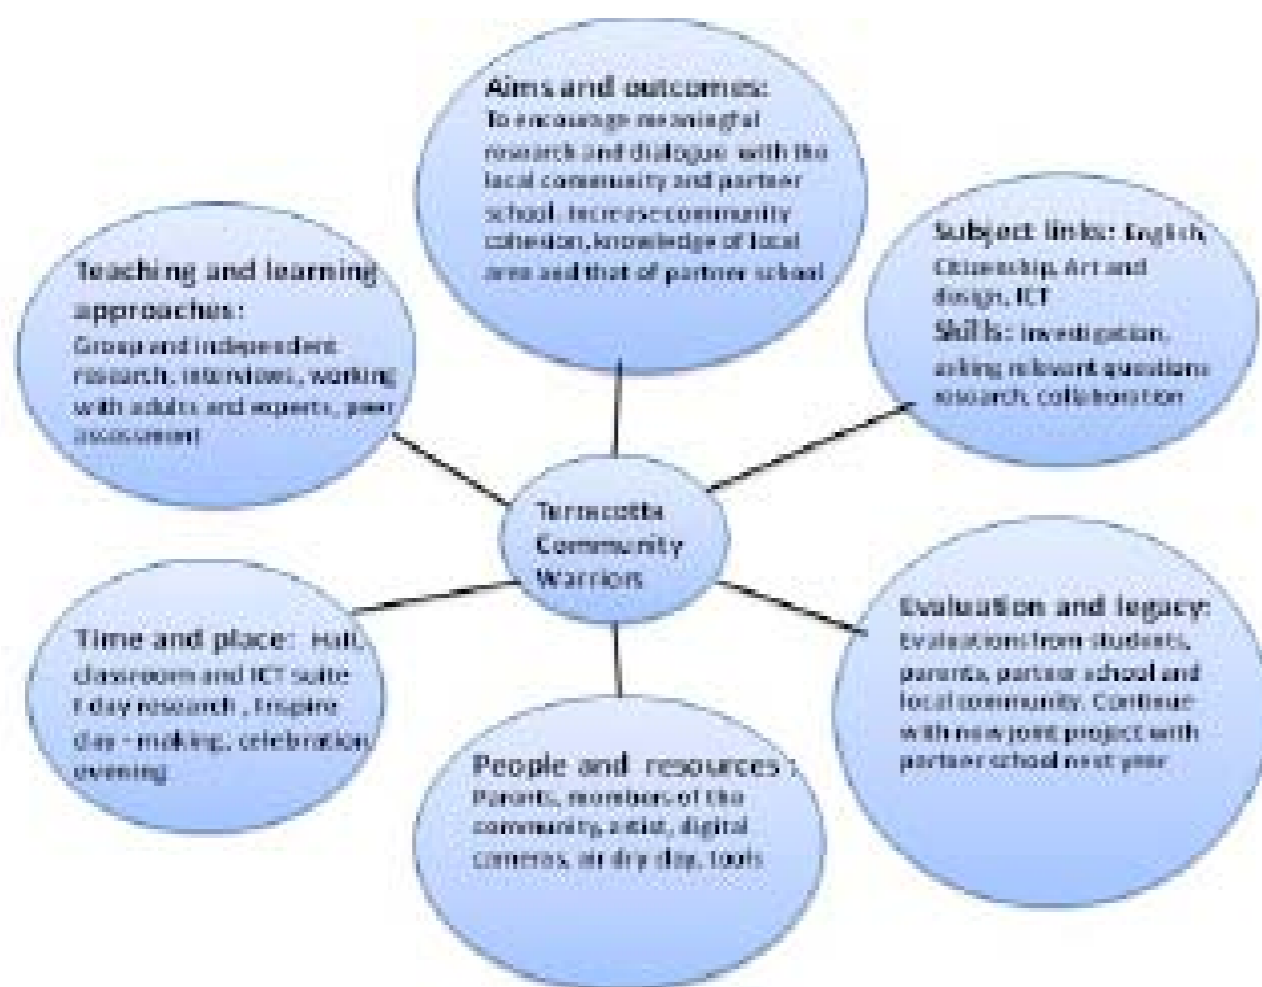 Aims and outcomes:
To encourage meaningful
research and dialogue with the
local community and partner
school. Increase community
cohesion, knowledge of local
area and that of partner school
Teaching and learning
approaches:
Group and independent
research, interviews, working
with adults and experts, peer
assessment
Subject links: English,
Citizenship, Art and
design, ICT
Skills: Investigation,
asking relevant questions
research, collaboration
Terracotta
Community
Warriors
Time and place: Hall,
classroom and ICT suite
day research, Inspire
day - making, celebration
evening
People and resources:
Parents, members of the
community, artist, digital
cameras, air dry clay, tools
Evaluation and legacy:
Evaluations from students,
parents, partner school and
local community. Continue
with new joint project with
partner school next year